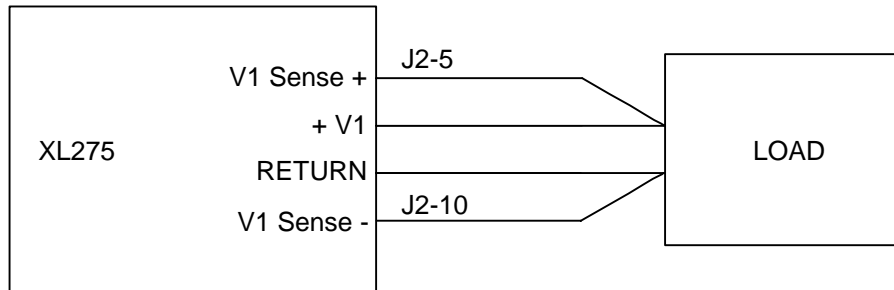 J2-5
V1 Sense +
+ V1
XL275
LOAD
RETURN
J2-10
V1 Sense -